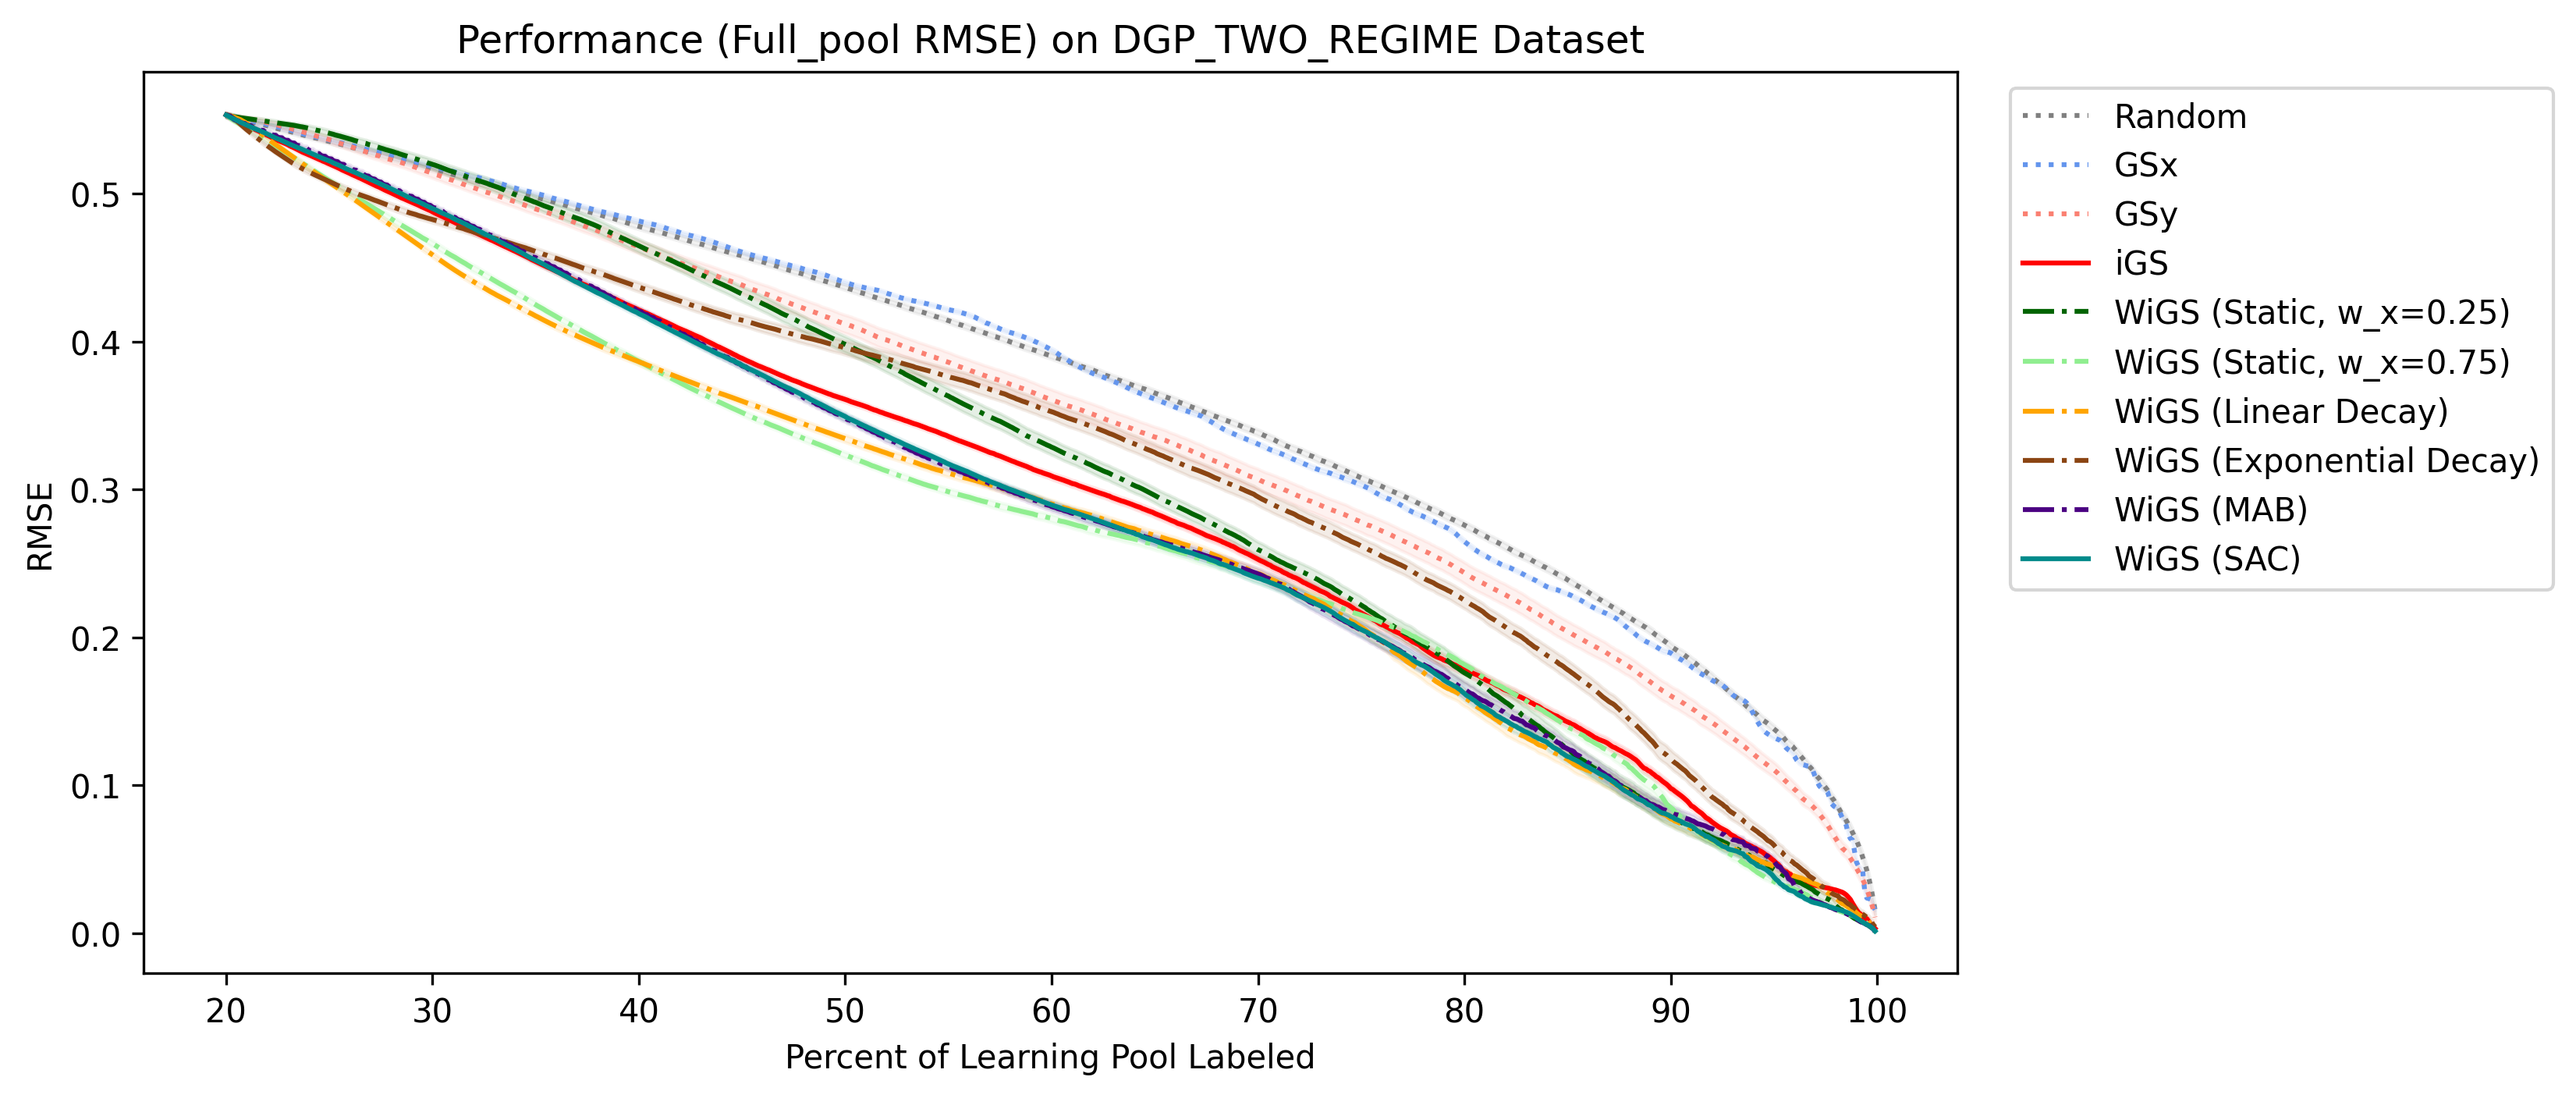 Performance (Full_pool RMSE) on DGP_TWO_REGIME Dataset
RMSE
0.5
0.4
0.3
0.2
0.1
0.0
20 30 40 50 60 70 80 90 100
Percent of Learning Pool Labeled
Random
GSx
GSy
iGS
WiGS (Static, w_x=0.25)
WiGS (Static, w_x=0.75)
WiGS (Linear Decay)
WiGS (Exponential Decay)
WiGS (MAB)
WiGS (SAC)